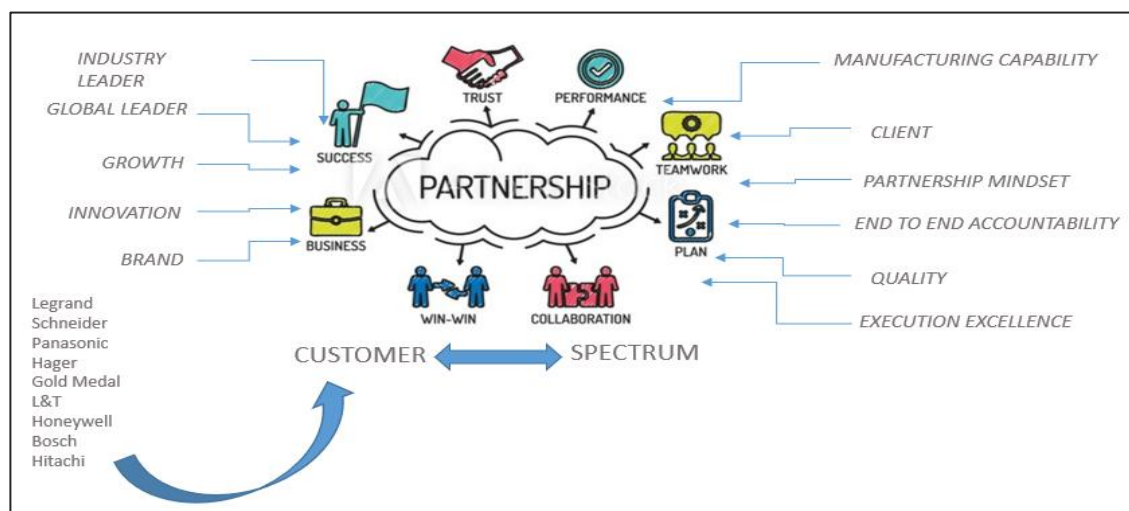 INDUSTRY
LEADER
GLOBAL LEADER
GROWTH
INNOVATION
BRAND
TRUST
PERFORMANCE
SUCCESS
TEAMWORK
PARTNERSHIP
BUSINESS
PLAN
WIN-WIN
COLLABORATION
MANUFACTURING CAPABILITY
CLIENT
PARTNERSHIP MINDSET
END TO END ACCOUNTABILITY
QUALITY
EXECUTION EXCELLENCE
CUSTOMER
SPECTRUM
Legrand
Schneider
Panasonic
Hager
Gold Medal
L&T
Honeywell
Bosch
Hitachi